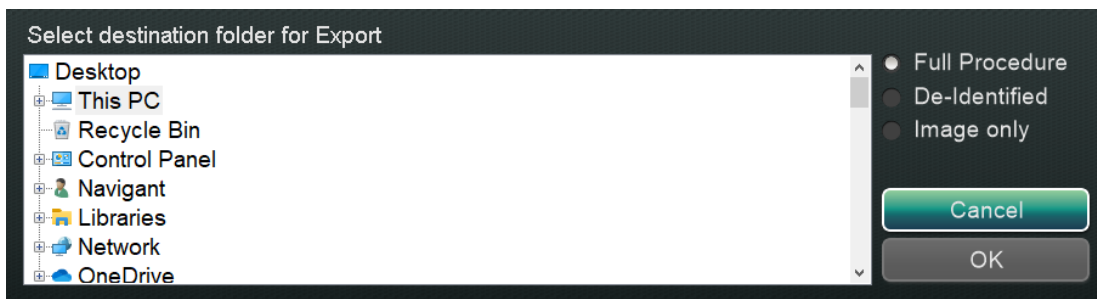 Select destination folder for Export
Desktop
This PC
Recycle Bin
Control Panel
Navigant
Libraries
Network
OneDrive
Full Procedure
De-Identified
Image only
Cancel
OK